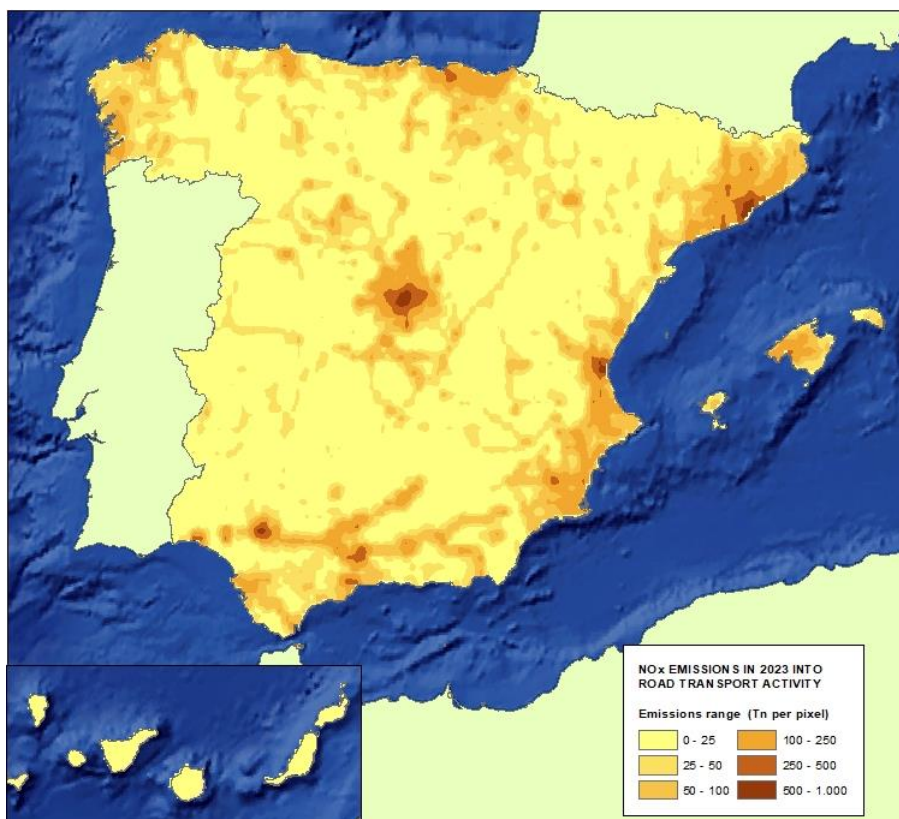 NOx EMISSIONS IN 2023 INTO
ROAD TRANSPORT ACTIVITY
Emissions range (Tn per pixel)
0 - 25
100 - 250
25 - 50
250 - 500
50 - 100
500 - 1.000